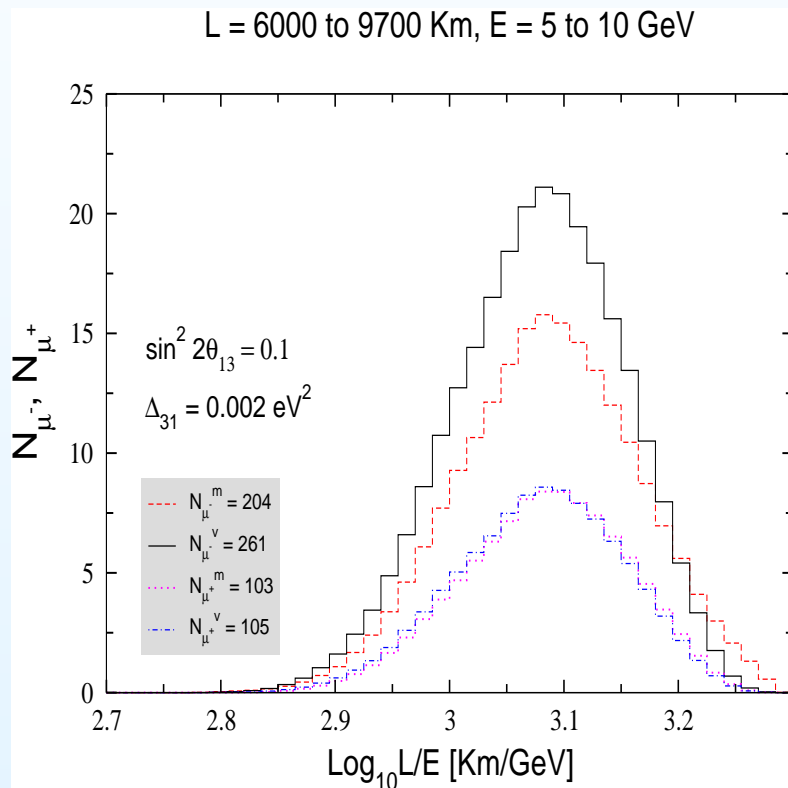 L = 6000 to 9700 Km, E = 5 to 10 GeV
25
20
15
10
5
0
N_μ⁻, N_μ⁺
sin² 2θ₁₃ = 0.1
Δ₃₁ = 0.002 eV²
N_μ⁻^m = 204
N_μ⁻^v = 261
N_μ⁺^m = 103
N_μ⁺^v = 105
2.7 2.8 2.9 3 3.1 3.2
Log₁₀L/E [Km/GeV]